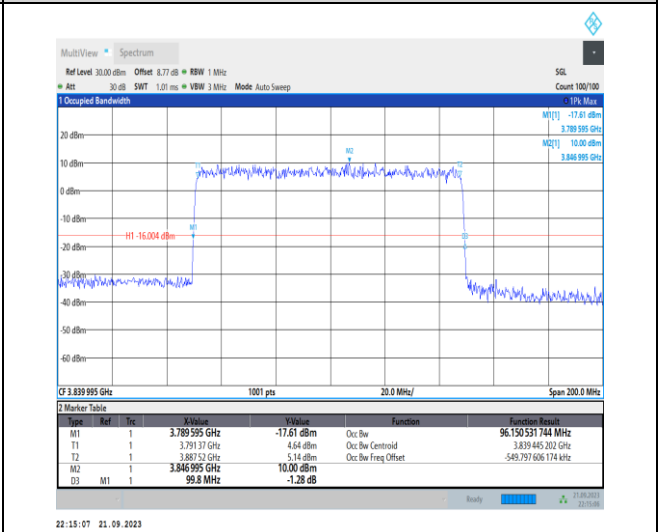 MultiView Spectrum
Ref Level 30.00 dBm Offset 8.77 dB RBW 1 MHz SGL
Att 30 dB SWT 1.01 ms VBW 3 MHz Mode Auto Sweep Count 100/100
1 Occupied Bandwidth 1Pk Max
M1[1] -17.61 dBm
3.789 595 GHz
20 dBm
M2[1] 10.00 dBm
3.846 995 GHz
M2
10 dBm
0 dBm
-10 dBm
M1
H1 -16.004 dBm
-20 dBm
-30 dBm
-40 dBm
-50 dBm
-60 dBm
CF 3.839 995 GHz 1001 pts 20.0 MHz/ Span 200.0 MHz
2 Marker Table
Type Ref Trc X-Value Y-Value Function Function Result
M1 1 3.789 595 GHz -17.61 dBm Occ Bw 96.150 531 744 MHz
T1 1 3.791 37 GHz 4.64 dBm Occ Bw Centroid 3.839 445 202 GHz
T2 1 3.887 52 GHz 5.14 dBm Occ Bw Freq Offset -549.797 606 174 kHz
M2 1 3.846 995 GHz 10.00 dBm
D3 M1 1 99.8 MHz -1.28 dB
Ready 21.09.2023
22:15:06
22:15:07 21.09.2023